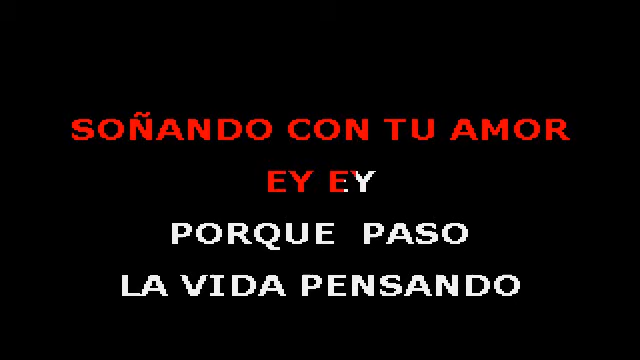 SOÑANDO CON TU AMOR
EY EY
PORQUE PASO
LA VIDA PENSANDO